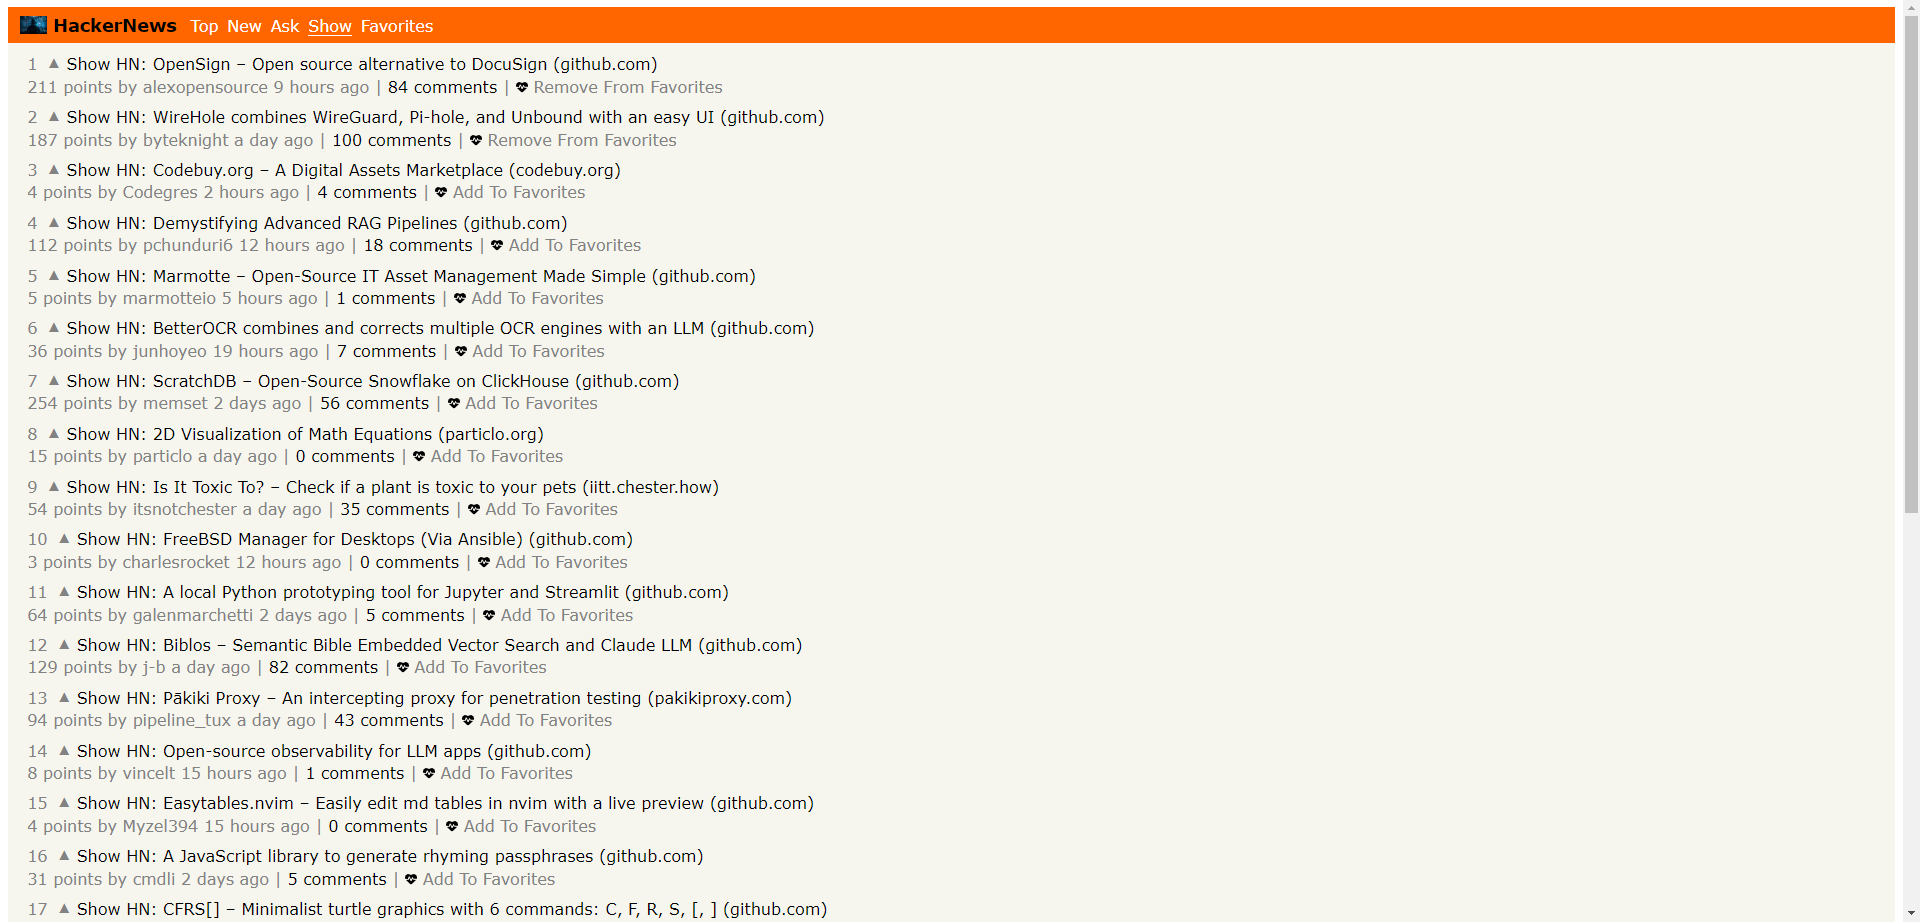 HackerNews Top New Ask Show Favorites
1 ▲ Show HN: OpenSign – Open source alternative to DocuSign (github.com)
211 points by alexopensource 9 hours ago | 84 comments | Remove From Favorites
2 ▲ Show HN: WireHole combines WireGuard, Pi-hole, and Unbound with an easy UI (github.com)
187 points by byteknight a day ago | 100 comments | Remove From Favorites
3 ▲ Show HN: Codebuy.org – A Digital Assets Marketplace (codebuy.org)
4 points by Codegres 2 hours ago | 4 comments | Add To Favorites
4 ▲ Show HN: Demystifying Advanced RAG Pipelines (github.com)
112 points by pchunduri6 12 hours ago | 18 comments | Add To Favorites
5 ▲ Show HN: Marmotte – Open-Source IT Asset Management Made Simple (github.com)
5 points by marmotteio 5 hours ago | 1 comments | Add To Favorites
6 ▲ Show HN: BetterOCR combines and corrects multiple OCR engines with an LLM (github.com)
36 points by junhoyeo 19 hours ago | 7 comments | Add To Favorites
7 ▲ Show HN: ScratchDB – Open-Source Snowflake on ClickHouse (github.com)
254 points by memset 2 days ago | 56 comments | Add To Favorites
8 ▲ Show HN: 2D Visualization of Math Equations (particlo.org)
15 points by particlo a day ago | 0 comments | Add To Favorites
9 ▲ Show HN: Is It Toxic To? – Check if a plant is toxic to your pets (iitt.chester.how)
54 points by itsnotchester a day ago | 35 comments | Add To Favorites
10 ▲ Show HN: FreeBSD Manager for Desktops (Via Ansible) (github.com)
3 points by charlesrocket 12 hours ago | 0 comments | Add To Favorites
11 ▲ Show HN: A local Python prototyping tool for Jupyter and Streamlit (github.com)
64 points by galenmarchetti 2 days ago | 5 comments | Add To Favorites
12 ▲ Show HN: Biblos – Semantic Bible Embedded Vector Search and Claude LLM (github.com)
129 points by j-b a day ago | 82 comments | Add To Favorites
13 ▲ Show HN: Pākiki Proxy – An intercepting proxy for penetration testing (pakikiproxy.com)
94 points by pipeline_tux a day ago | 43 comments | Add To Favorites
14 ▲ Show HN: Open-source observability for LLM apps (github.com)
8 points by vincelt 15 hours ago | 1 comments | Add To Favorites
15 ▲ Show HN: Easytables.nvim – Easily edit md tables in nvim with a live preview (github.com)
4 points by Myzel394 15 hours ago | 0 comments | Add To Favorites
16 ▲ Show HN: A JavaScript library to generate rhyming passphrases (github.com)
31 points by cmdli 2 days ago | 5 comments | Add To Favorites
17 ▲ Show HN: CFRS[] – Minimalist turtle graphics with 6 commands: C, F, R, S, [, ] (github.com)